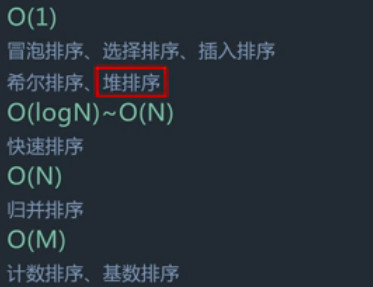 O(1)
冒泡排序、选择排序、插入排序
希尔排序、堆排序
O(logN)~O(N)
快速排序
O(N)
归并排序
O(M)
计数排序、基数排序